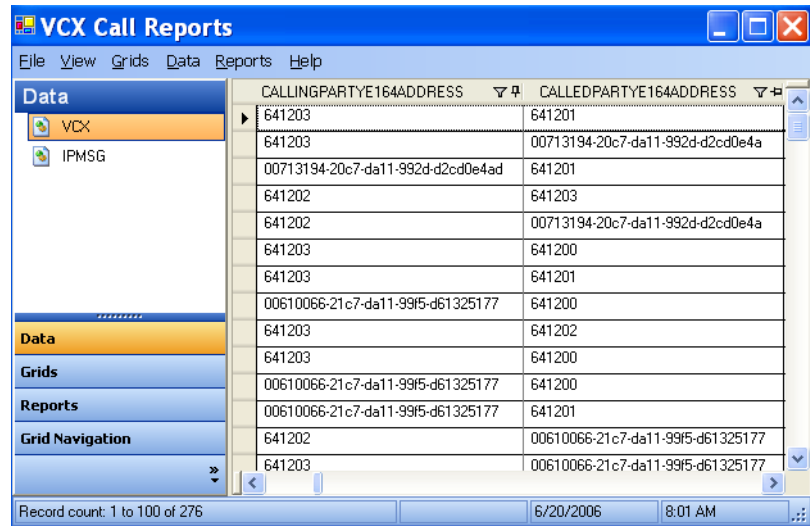 VCX Call Reports
File View Grids Data Reports Help
Data
VCX
IPMSG
Data
Grids
Reports
Grid Navigation
CALLINGPARTYE164ADDRESS CALLEDPARTYE164ADDRESS
641203 641201
641203 00713194-20c7-da11-992d-d2cd0e4a
00713194-20c7-da11-992d-d2cd0e4ad 641201
641202 641203
641202 00713194-20c7-da11-992d-d2cd0e4a
641203 641200
641203 641201
00610066-21c7-da11-99f5-d61325177 641200
641203 641202
641203 641200
00610066-21c7-da11-99f5-d61325177 641200
00610066-21c7-da11-99f5-d61325177 641201
641202 00610066-21c7-da11-99f5-d61325177
641203 00610066-21c7-da11-99f5-d61325177
Record count: 1 to 100 of 276 6/20/2006 8:01 AM